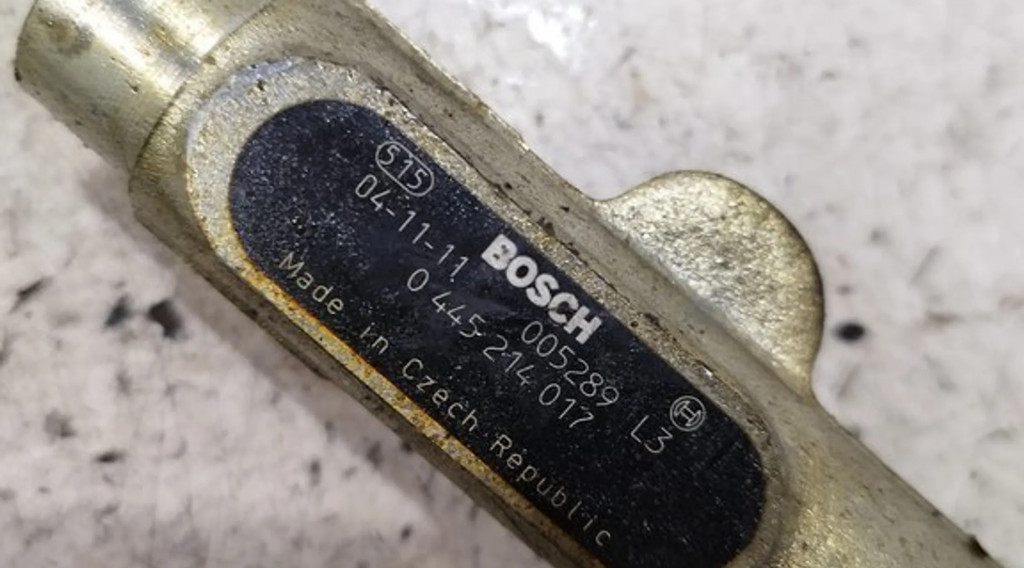 515
BOSCH
04-11-11 005289 L3
0 445 214 017
Made in Czech Republic